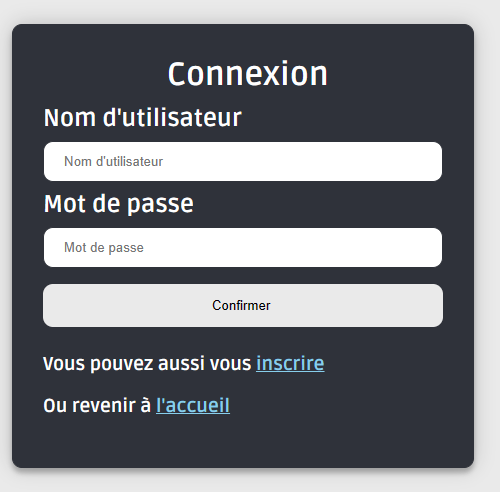 Connexion
Nom d'utilisateur
Nom d'utilisateur
Mot de passe
Mot de passe
Confirmer
Vous pouvez aussi vous inscrire
Ou revenir à l'accueil